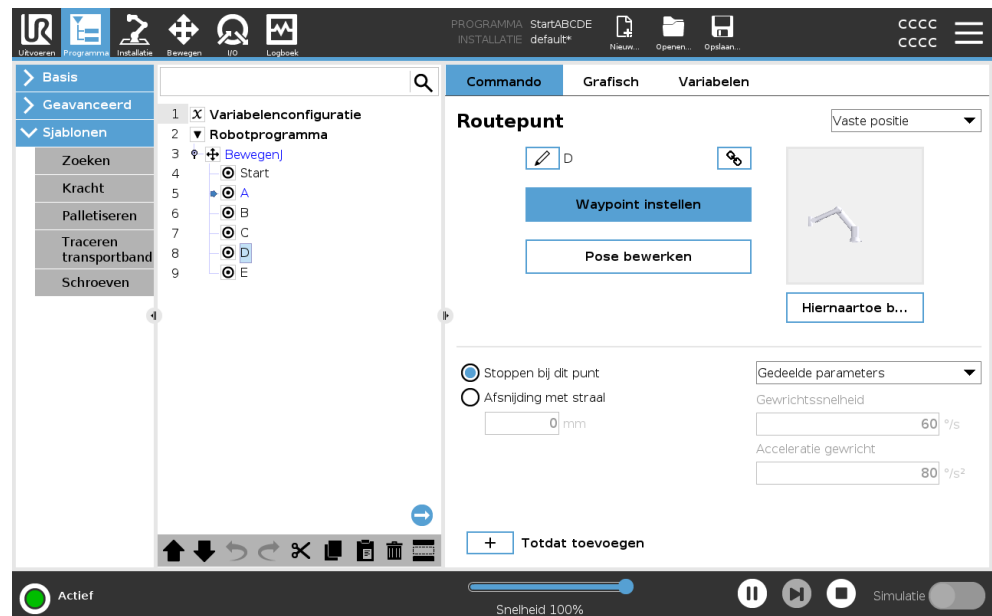 UR
Uitvoeren
Programma
Installatie
Bewegen
I/O
Logboek
PROGRAMMA StartABCDE
INSTALLATIE default*
Nieuw...
Openen...
Opslaan...
CCCC
CCCC
Basis
Geavanceerd
Sjablonen
Zoeken
Kracht
Palletiseren
Traceren
transportband
Schroeven
1 X Variabelenconfiguratie
2 Robotprogramma
3 BewegenJ
4 Start
5 A
6 B
7 C
8 D
9 E
Commando
Grafisch
Variabelen
Routepunt
Vaste positie
D
Waypoint instellen
Pose bewerken
Hiernaartoe b...
Stoppen bij dit punt
Afsnijding met straal
0 mm
Gedeelde parameters
Gewrichtssnelheid
60 °/s
Acceleratie gewricht
80 °/s²
+ Totdat toevoegen
Actief
Snelheid 100%
Simulatie